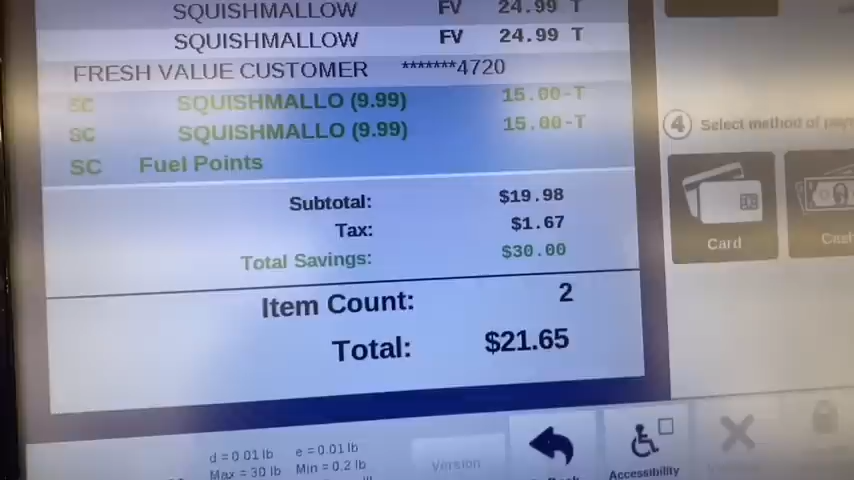 SQUISHMALLOW FV 24.99 T
SQUISHMALLOW FV 24.99 T
FRESH VALUE CUSTOMER *******4720
SC SQUISHMALLO (9.99) 15.00-T
SC SQUISHMALLO (9.99) 15.00-T
SC Fuel Points
Subtotal: $19.98
Tax: $1.67
Total Savings: $30.00
Item Count: 2
Total: $21.65
4 Select method of
Card
d = 0.01 lb e = 0.01 lb
Max = 30 lb Min = 0.2 lb
Version
Accessibility